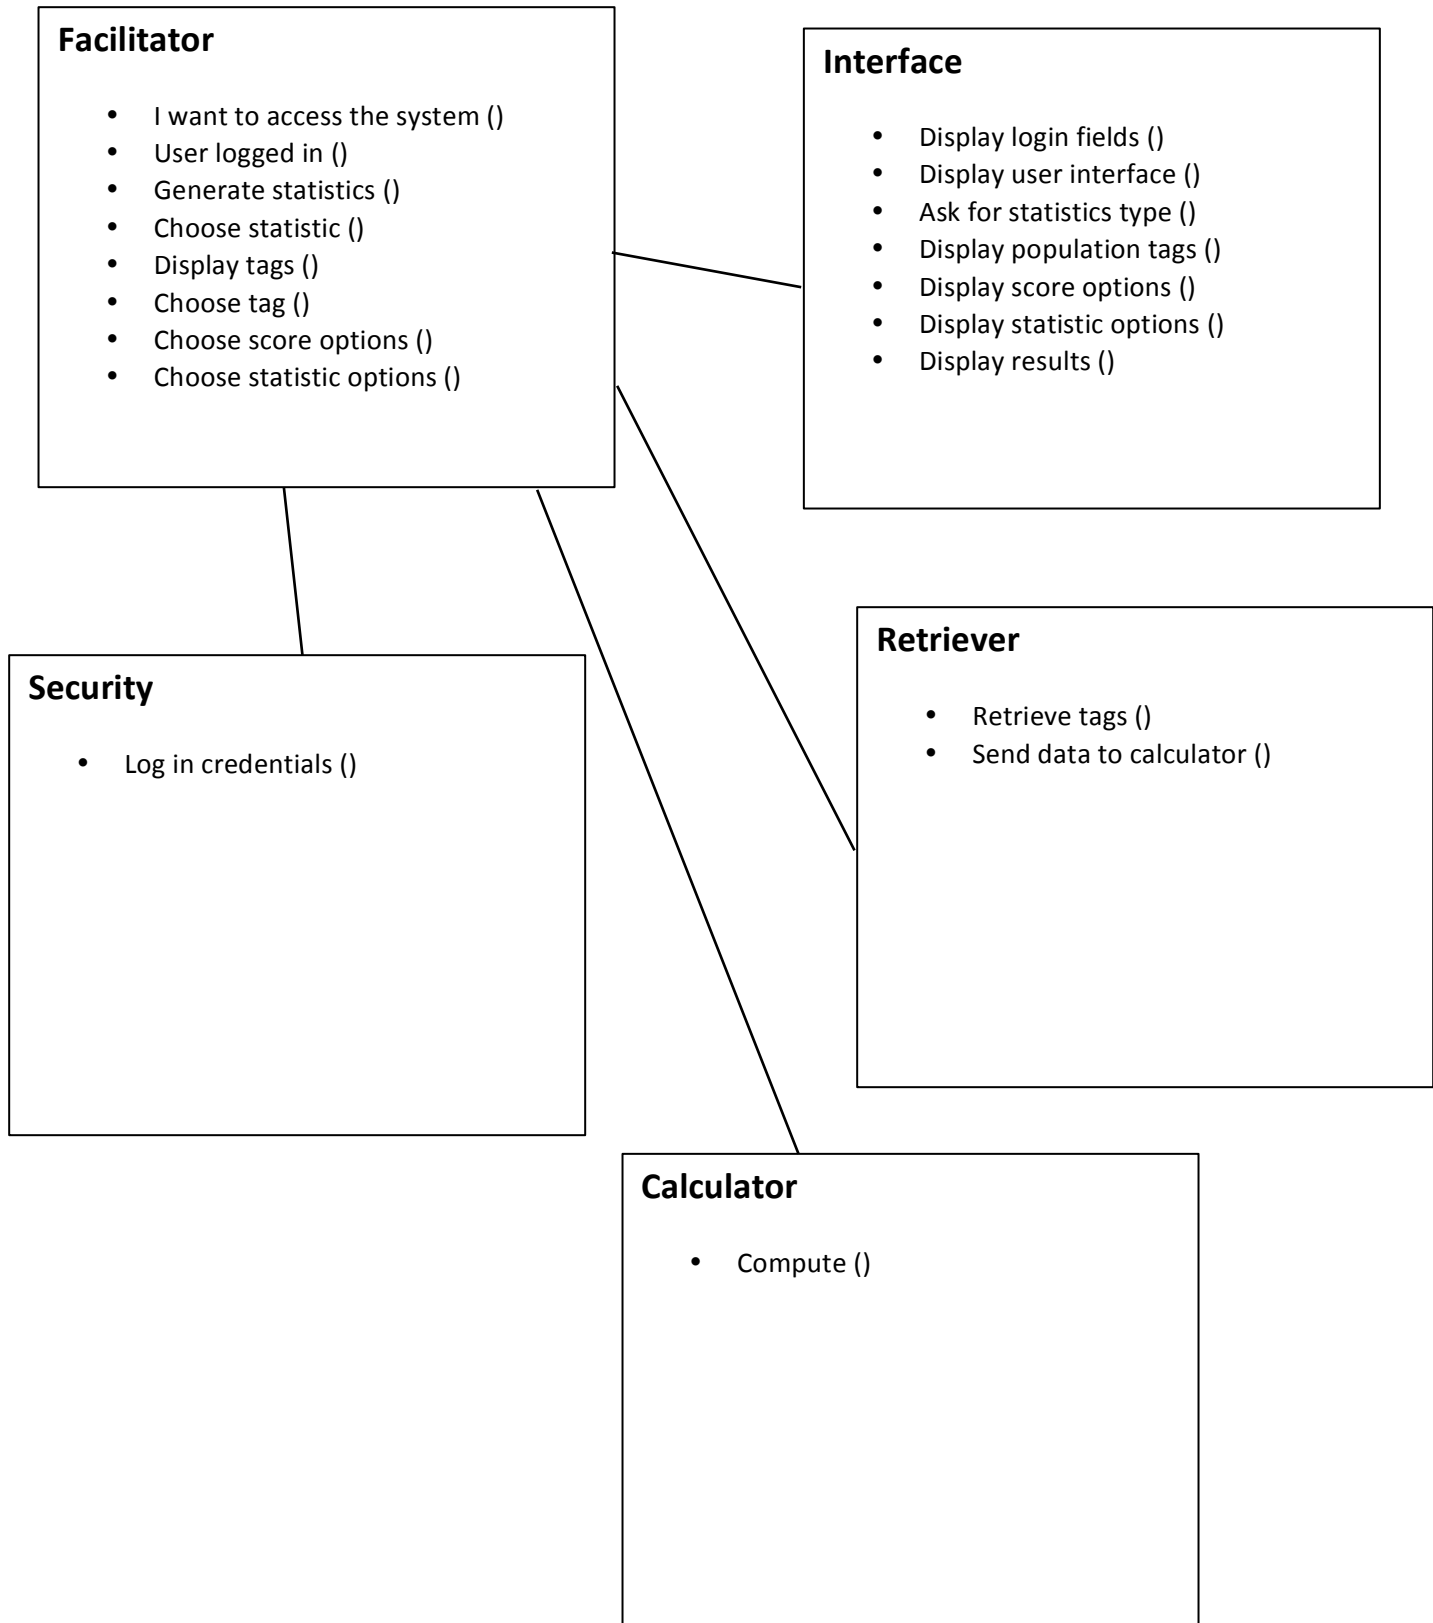 Facilitator
• I want to access the system ()
• User logged in ()
• Generate statistics ()
• Choose statistic ()
• Display tags ()
• Choose tag ()
• Choose score options ()
• Choose statistic options ()
Interface
• Display login fields ()
• Display user interface ()
• Ask for statistics type ()
• Display population tags ()
• Display score options ()
• Display statistic options ()
• Display results ()
Security
• Log in credentials ()
Retriever
• Retrieve tags ()
• Send data to calculator ()
Calculator
• Compute ()